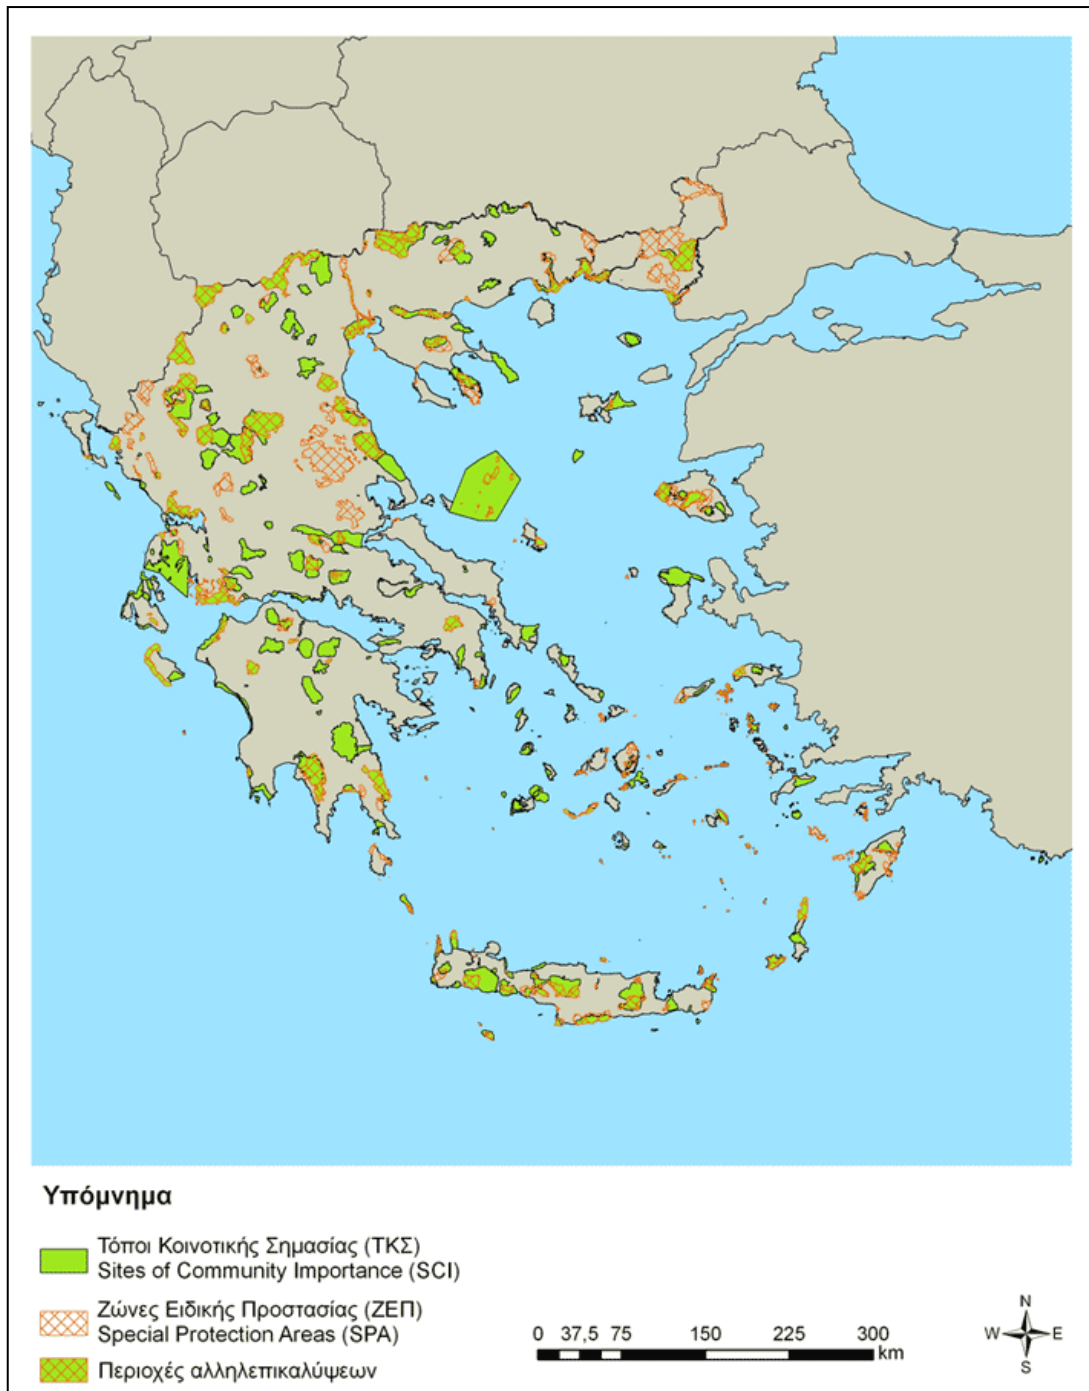 Υπόμνημα
Τόποι Κοινοτικής Σημασίας (ΤΚΣ)
Sites of Community Importance (SCI)
Ζώνες Ειδικής Προστασίας (ΖΕΠ)
Special Protection Areas (SPA)
Περιοχές αλληλεπικαλύψεων
0 37,5 75 150 225 300
km
N
W E
S